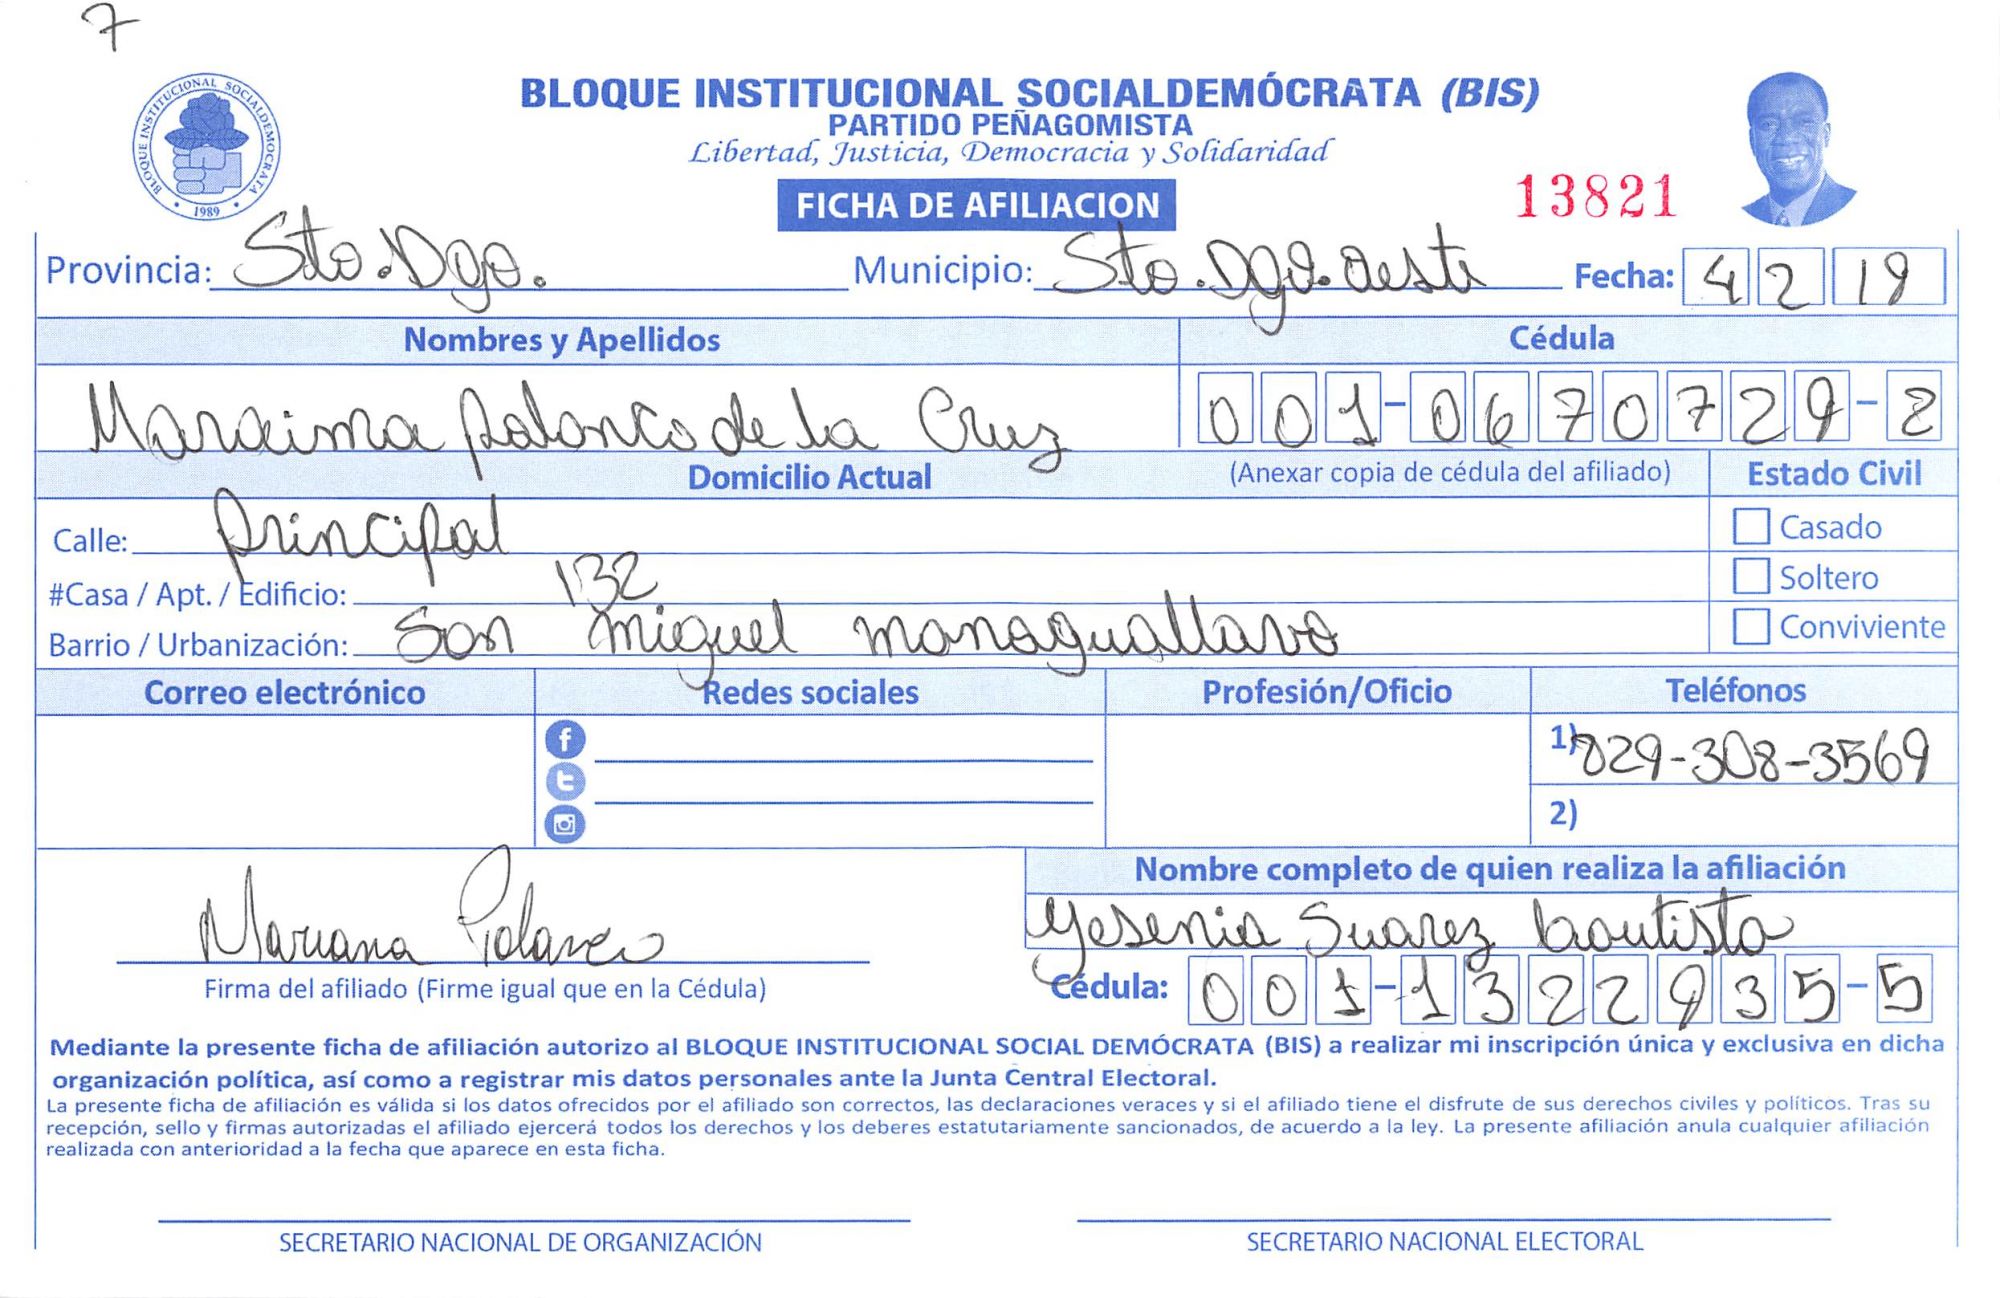 7
BLOQUE INSTITUCIONAL SOCIALDEMOCRATA
1989
BLOQUE INSTITUCIONAL SOCIALDEMÓCRATA (BIS)
PARTIDO PEÑAGOMISTA
Libertad, Justicia, Democracia y Solidaridad
FICHA DE AFILIACION
13821
Provincia: Sto. Dgo. Municipio: Sto. Dgo. oeste Fecha: 4 2 19
Nombres y Apellidos Cédula
Polanco de la Cruz 001-0670729-2
Domicilio Actual (Anexar copia de cédula del afiliado) Estado Civil
Calle: principal Casado
#Casa / Apt. / Edificio: 132 Soltero
Barrio / Urbanización: San miguel Conviviente
Correo electrónico Redes sociales Profesión/Oficio Teléfonos
1) 829-308-3569
2)
Nombre completo de quien realiza la afiliación
Mariana Polanco Yesenia Suarez bautista
Firma del afiliado (Firme igual que en la Cédula) Cédula: 001-1322935-5
Mediante la presente ficha de afiliación autorizo al BLOQUE INSTITUCIONAL SOCIAL DEMÓCRATA (BIS) a realizar mi inscripción única y exclusiva en dicha
organización política, así como a registrar mis datos personales ante la Junta Central Electoral.
La presente ficha de afiliación es válida si los datos ofrecidos por el afiliado son correctos, las declaraciones veraces y si el afiliado tiene el disfrute de sus derechos civiles y políticos. Tras su
recepción, sello y firmas autorizadas el afiliado ejercerá todos los derechos y los deberes estatutariamente sancionados, de acuerdo a la ley. La presente afiliación anula cualquier afiliación
realizada con anterioridad a la fecha que aparece en esta ficha.
SECRETARIO NACIONAL DE ORGANIZACIÓN SECRETARIO NACIONAL ELECTORAL